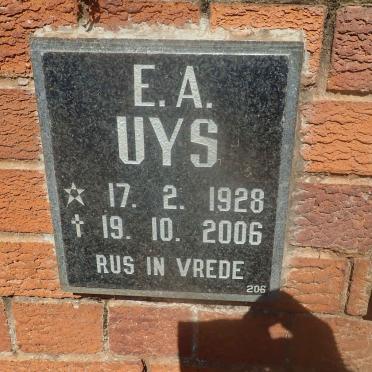 E. A.
UYS
☆ 17. 2. 1928
✝ 19. 10. 2006
RUS IN VREDE
206